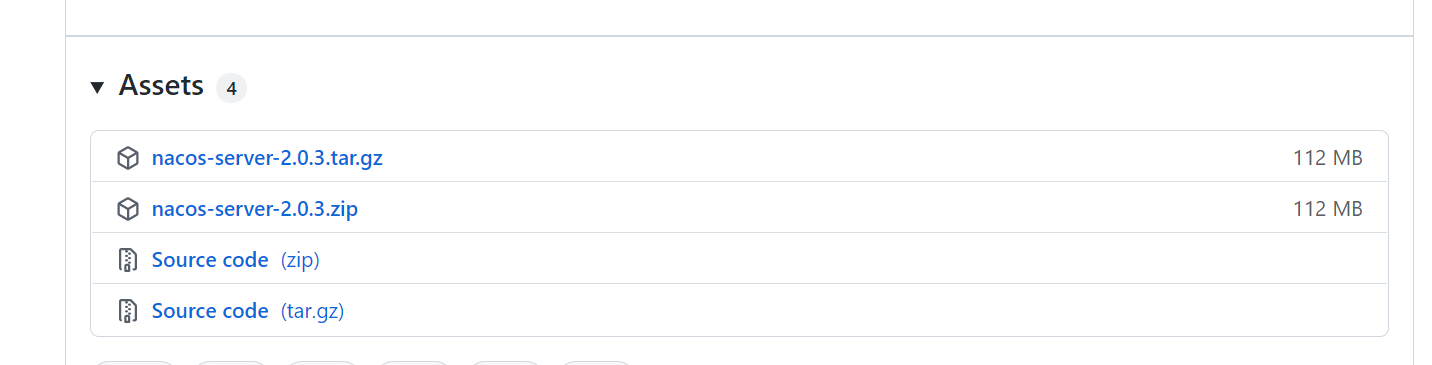 Assets 4
nacos-server-2.0.3.tar.gz 112 MB
nacos-server-2.0.3.zip 112 MB
Source code (zip)
Source code (tar.gz)